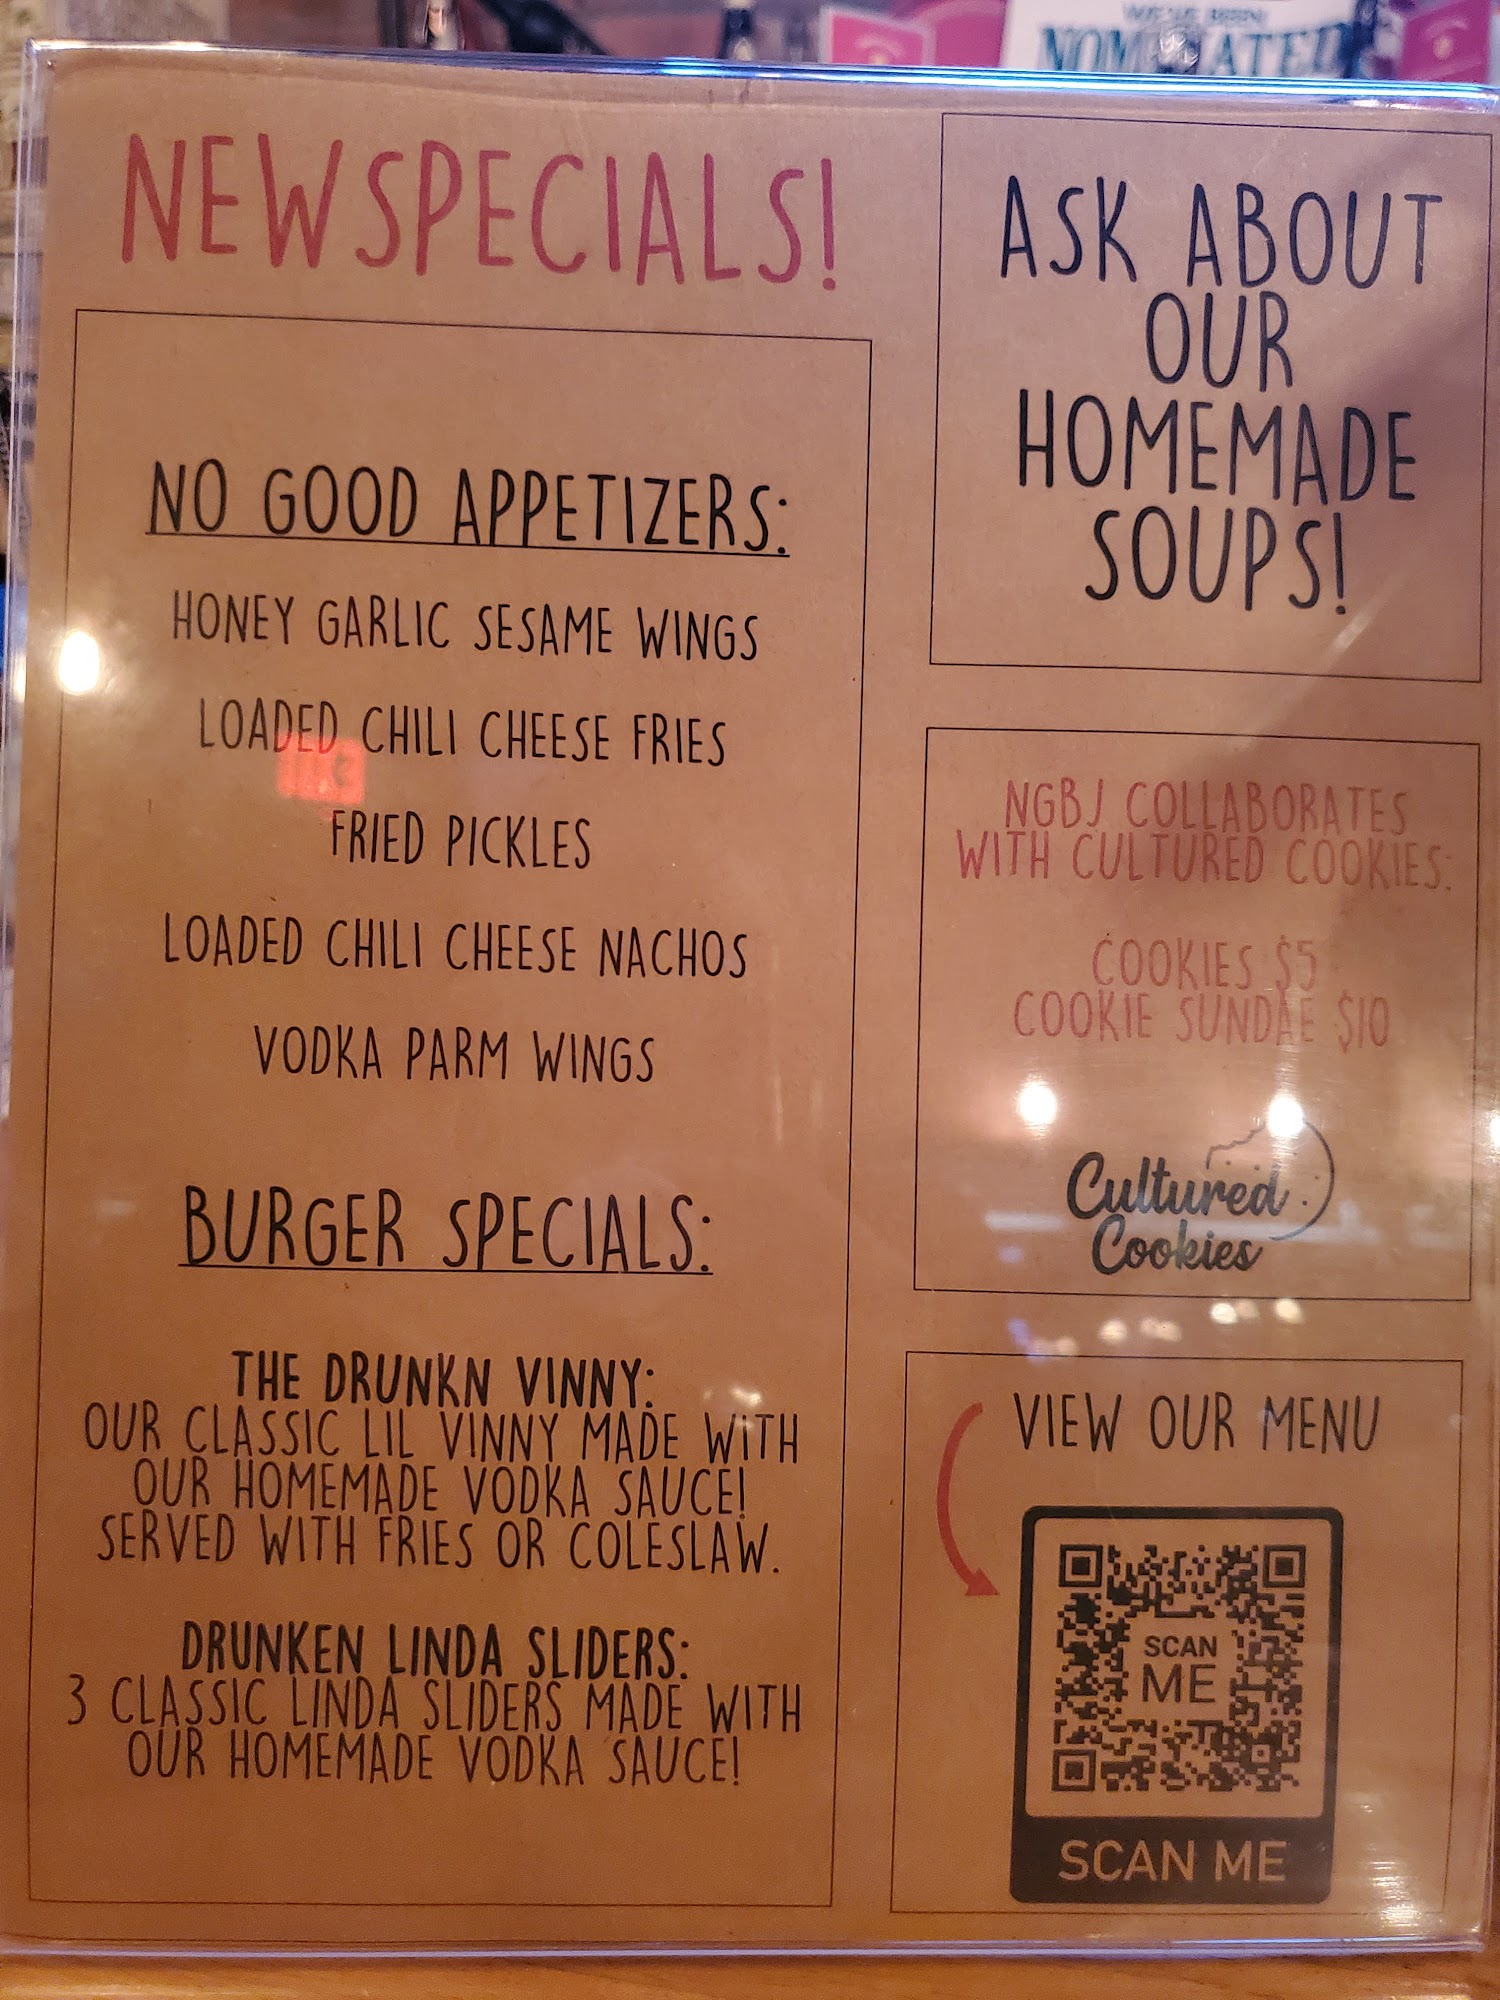 WE'VE BEEN
NOMINATED
NEW SPECIALS!
NO GOOD APPETIZERS:
HONEY GARLIC SESAME WINGS
LOADED CHILI CHEESE FRIES
FRIED PICKLES
LOADED CHILI CHEESE NACHOS
VODKA PARM WINGS
BURGER SPECIALS:
THE DRUNKN VINNY:
OUR CLASSIC LIL VINNY MADE WITH
OUR HOMEMADE VODKA SAUCE!
SERVED WITH FRIES OR COLESLAW.
DRUNKEN LINDA SLIDERS:
3 CLASSIC LINDA SLIDERS MADE WITH
OUR HOMEMADE VODKA SAUCE!
ASK ABOUT
OUR
HOMEMADE
SOUPS!
NGBJ COLLABORATES
WITH CULTURED COOKIES:
COOKIES $5
COOKIE SUNDAE $10
Cultured
Cookies
VIEW OUR MENU
SCAN
ME
SCAN ME